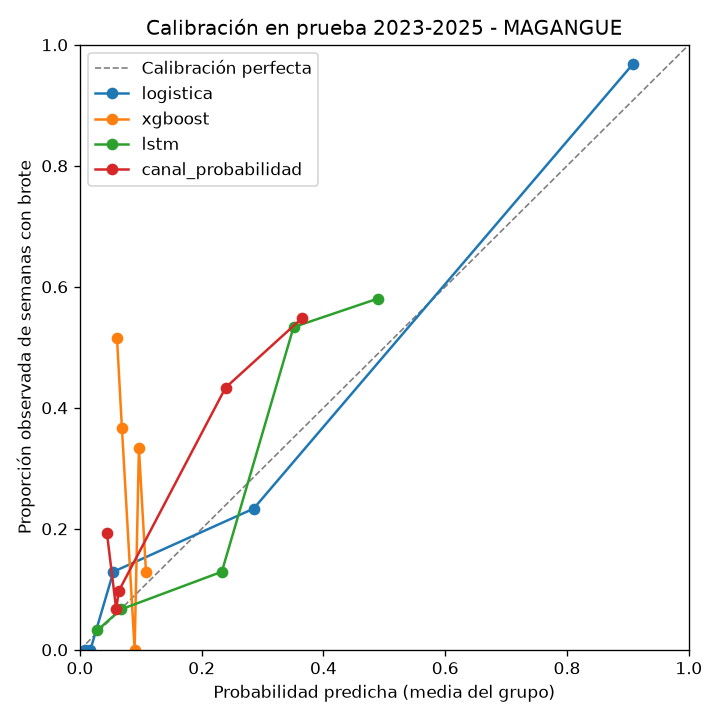 Calibración en prueba 2023-2025 - MAGANGUE
1.0
0.8
0.6
0.4
0.2
0.0
Proporción observada de semanas con brote
Calibración perfecta
logistica
xgboost
lstm
canal_probabilidad
0.0 0.2 0.4 0.6 0.8 1.0
Probabilidad predicha (media del grupo)